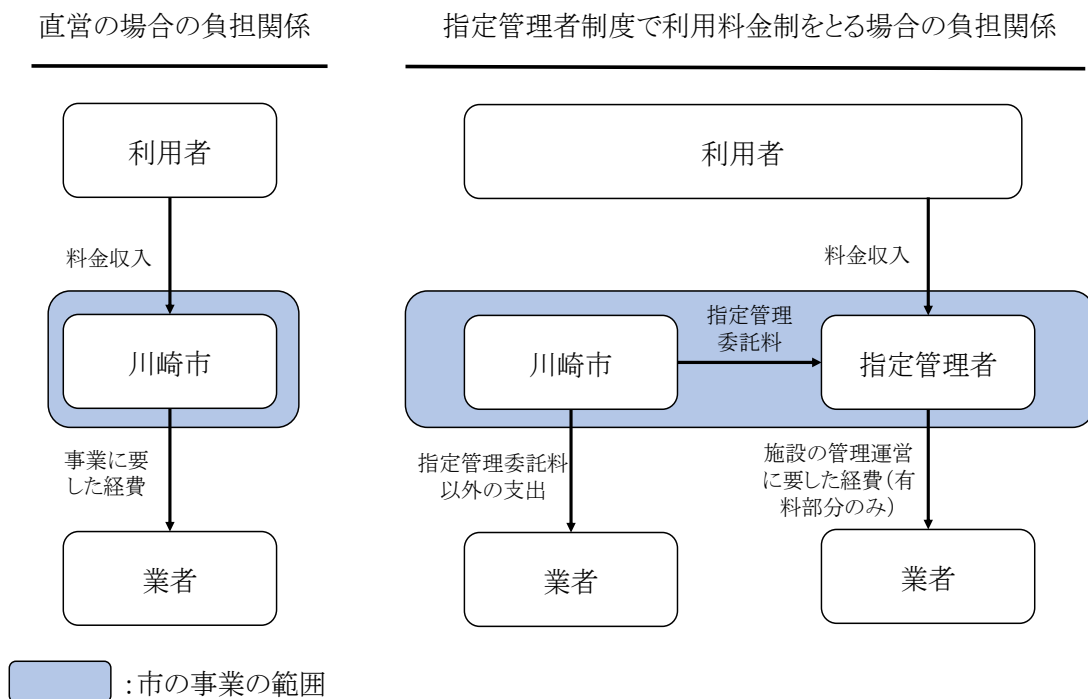 直営の場合の負担関係
利用者
料金収入
川崎市
事業に要
した経費
業者
指定管理者制度で利用料金制をとる場合の負担関係
利用者
料金収入
川崎市
指定管理
委託料
指定管理者
指定管理委託料
以外の支出
施設の管理運営
に要した経費(有
料部分のみ)
業者
業者
:市の事業の範囲